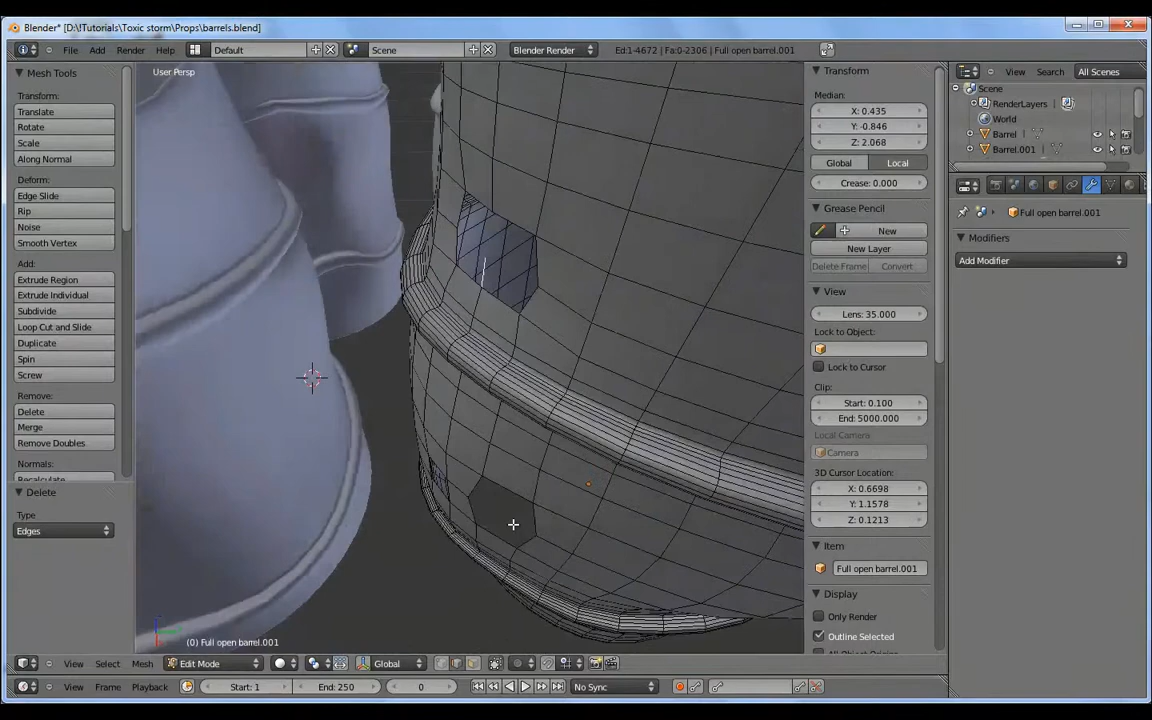 Blender* [D:\!Tutorials\Toxic storm\Props\barrels.blend]
File Add Render Help Default Scene Blender Render Ed:1-4672 | Fa:0-2306 | Full open barrel.001
Mesh Tools
Transform:
Translate
Rotate
Scale
Along Normal
Deform:
Edge Slide
Rip
Noise
Smooth Vertex
Add:
Extrude Region
Extrude Individual
Subdivide
Loop Cut and Slide
Duplicate
Spin
Screw
Remove:
Delete
Merge
Remove Doubles
Normals:
Delete
Type
Edges
User Persp
(0) Full open barrel.001
Transform
Median:
X: 0.435
Y: -0.846
Z: 2.068
Global Local
Crease: 0.000
Grease Pencil
New
New Layer
Delete Frame Convert
View
Lens: 35.000
Lock to Object:
Lock to Cursor
Clip:
Start: 0.100
End: 5000.000
Local Camera
Camera
3D Cursor Location:
X: 0.6698
Y: 1.1578
Z: 0.1213
Item
Full open barrel.001
Display
Only Render
Outline Selected
View Search All Scenes
Scene
RenderLayers
World
Barrel
Barrel.001
Full open barrel.001
Modifiers
Add Modifier
View Select Mesh Edit Mode Global
View Frame Playback Start: 1 End: 250 0 No Sync